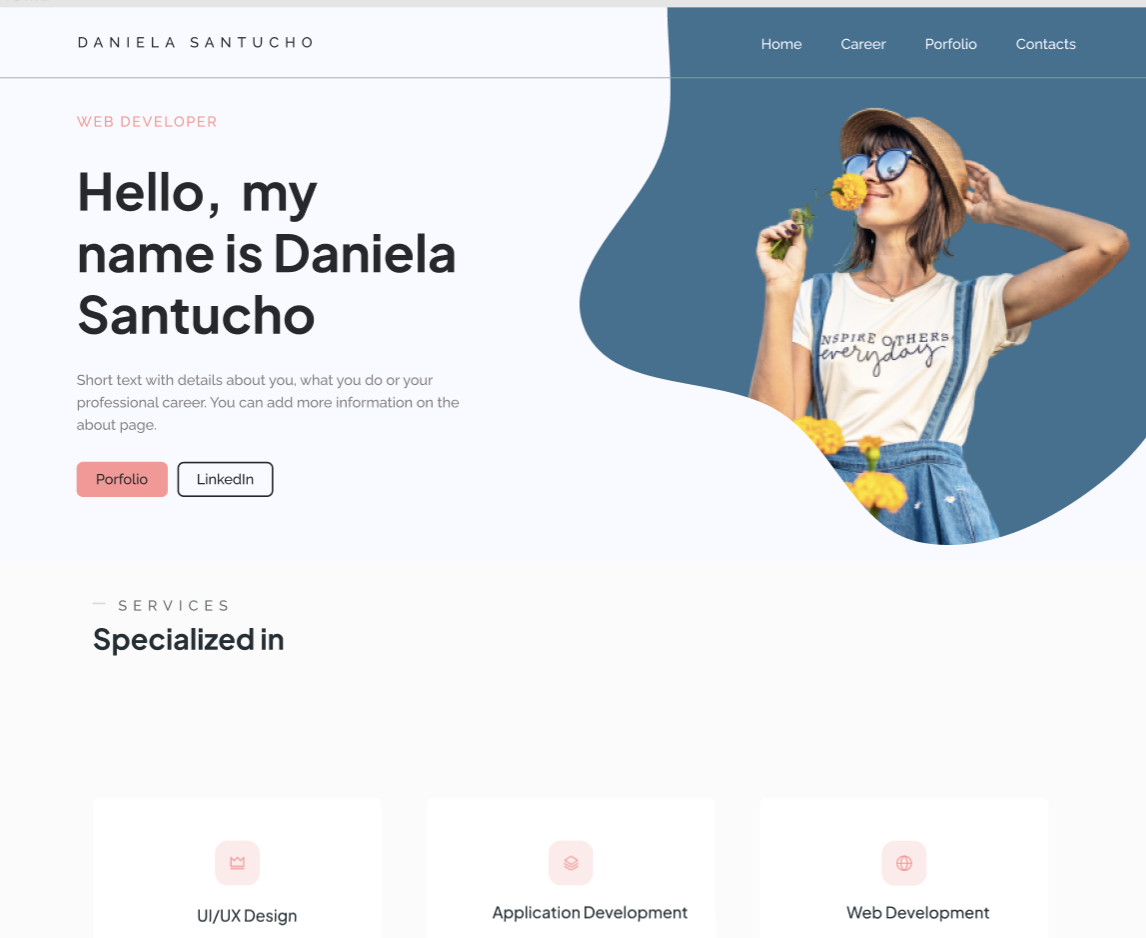 DANIELA SANTUCHO
Home Career Porfolio Contacts
WEB DEVELOPER
Hello, my
name is Daniela
Santucho
Short text with details about you, what you do or your
professional career. You can add more information on the
about page.
Porfolio LinkedIn
NSPIRE OTHERS
everyday
SERVICES
Specialized in
UI/UX Design
Application Development
Web Development